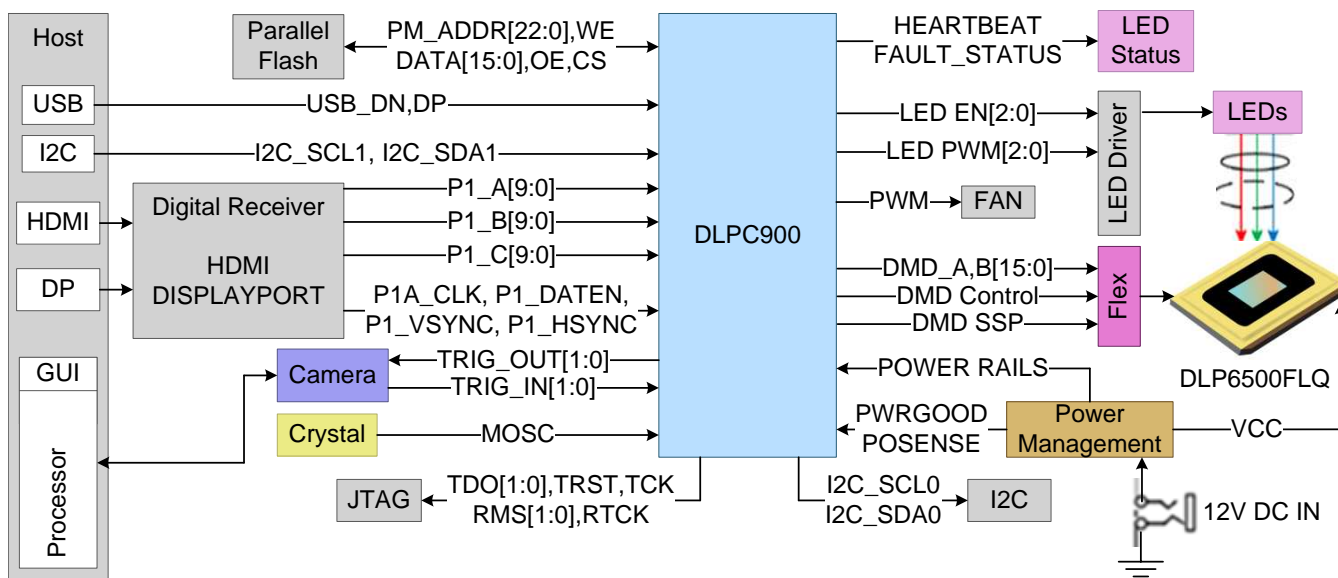 Host
USB
I2C
HDMI
DP
GUI
Processor
Parallel
Flash
PM_ADDR[22:0],WE
DATA[15:0],OE,CS
USB_DN,DP
I2C_SCL1, I2C_SDA1
Digital Receiver
HDMI
DISPLAYPORT
P1_A[9:0]
P1_B[9:0]
P1_C[9:0]
P1A_CLK, P1_DATEN,
P1_VSYNC, P1_HSYNC
Camera
TRIG_OUT[1:0]
TRIG_IN[1:0]
Crystal
MOSC
JTAG
TDO[1:0],TRST,TCK
RMS[1:0],RTCK
DLPC900
HEARTBEAT
FAULT_STATUS
LED
Status
LED EN[2:0]
LED PWM[2:0]
LED Driver
LEDs
PWM
FAN
DMD_A,B[15:0]
DMD Control
DMD SSP
Flex
DLP6500FLQ
POWER RAILS
PWRGOOD
POSENSE
Power
Management
VCC
I2C_SCL0
I2C_SDA0
I2C
12V DC IN